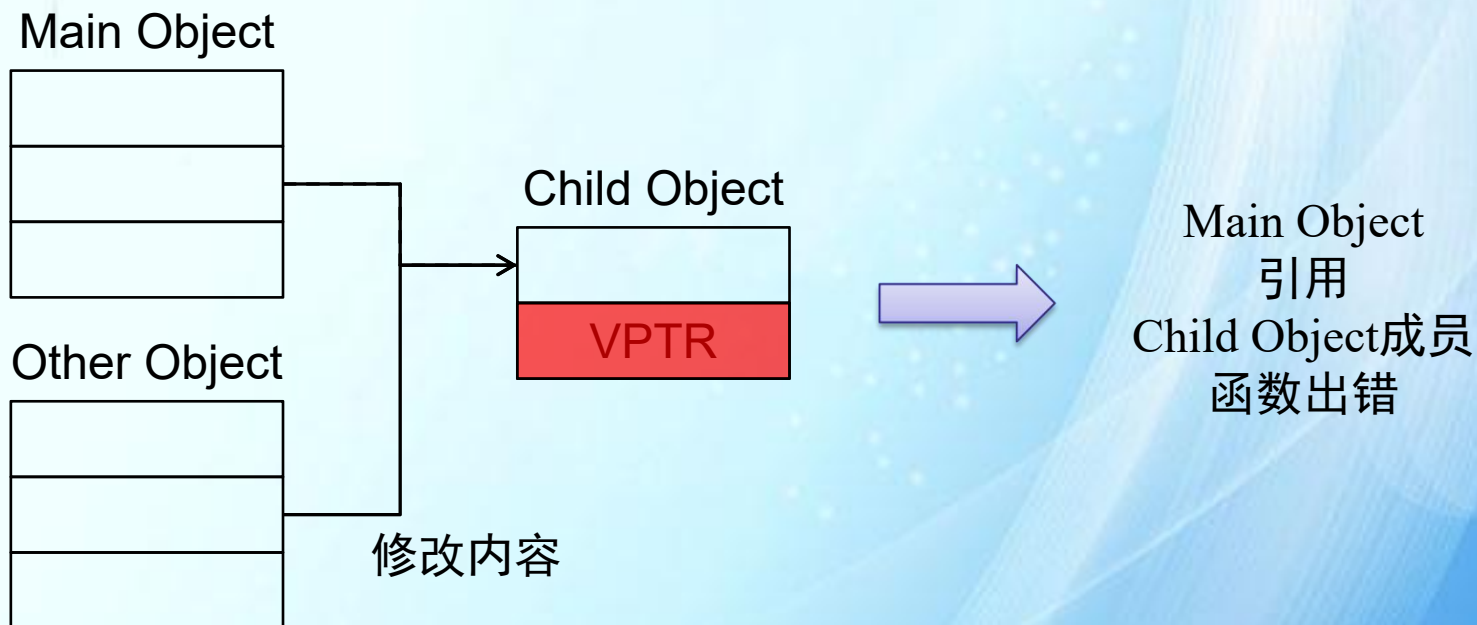 Main Object
Child Object
VPTR
Other Object
修改内容
Main Object
引用
Child Object成员
函数出错